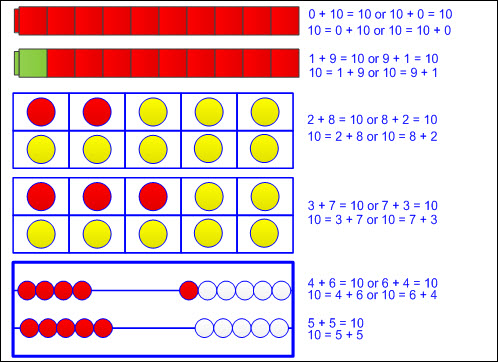 0 + 10 = 10 or 10 + 0 = 10
10 = 0 + 10 or 10 = 10 + 0
1 + 9 = 10 or 9 + 1 = 10
10 = 1 + 9 or 10 = 9 + 1
2 + 8 = 10 or 8 + 2 = 10
10 = 2 + 8 or 10 = 8 + 2
3 + 7 = 10 or 7 + 3 = 10
10 = 3 + 7 or 10 = 7 + 3
4 + 6 = 10 or 6 + 4 = 10
10 = 4 + 6 or 10 = 6 + 4
5 + 5 = 10
10 = 5 + 5